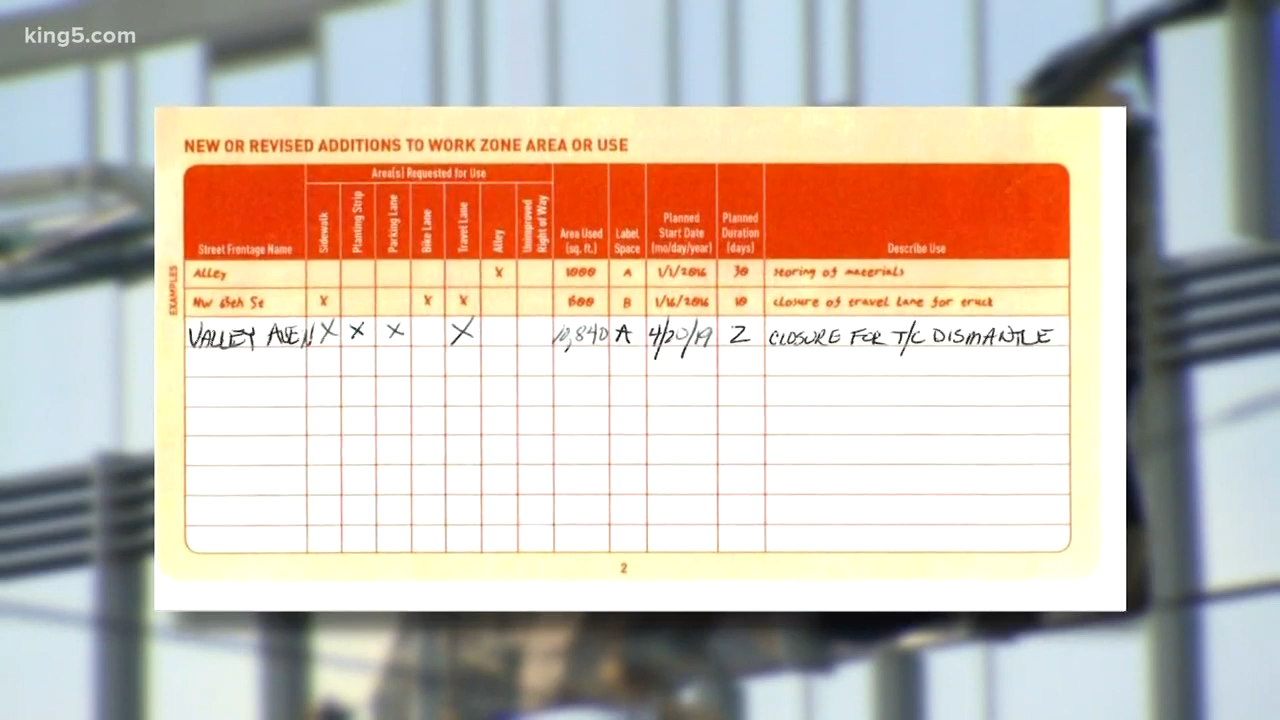 king5.com
NEW OR REVISED ADDITIONS TO WORK ZONE AREA OR USE
Area(s) Requested for Use
Street Frontage Name Sidewalk Planting Strip Parking Lane Bike Lane Travel Lane Alley Unimproved Right of Way Area Used (sq. ft.) Label Space Planned Start Date (mo/day/year) Planned Duration (days) Describe Use
EXAMPLES
Alley x 1000 A 1/1/2016 30 storing of materials
NW 65th St x x x B 1/16/2016 10 closure of travel lane for truck
VALLEY X X X X 10,840 A 4/20/19 2 CLOSURE FOR T/C DISMANTLE
2